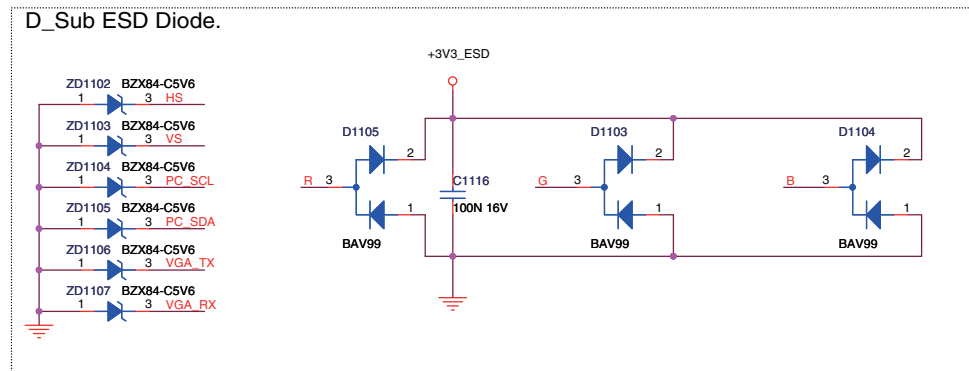 D_Sub ESD Diode.
+3V3_ESD
ZD1102 BZX84-C5V6
1 3 HS
ZD1103 BZX84-C5V6
1 3 VS
ZD1104 BZX84-C5V6
1 3 PC_SCL
ZD1105 BZX84-C5V6
1 3 PC_SDA
ZD1106 BZX84-C5V6
1 3 VGA_TX
ZD1107 BZX84-C5V6
1 3 VGA_RX
D1105
2
R 3
1
BAV99
C1116
100N 16V
D1103
2
G 3
1
BAV99
D1104
2
B 3
1
BAV99